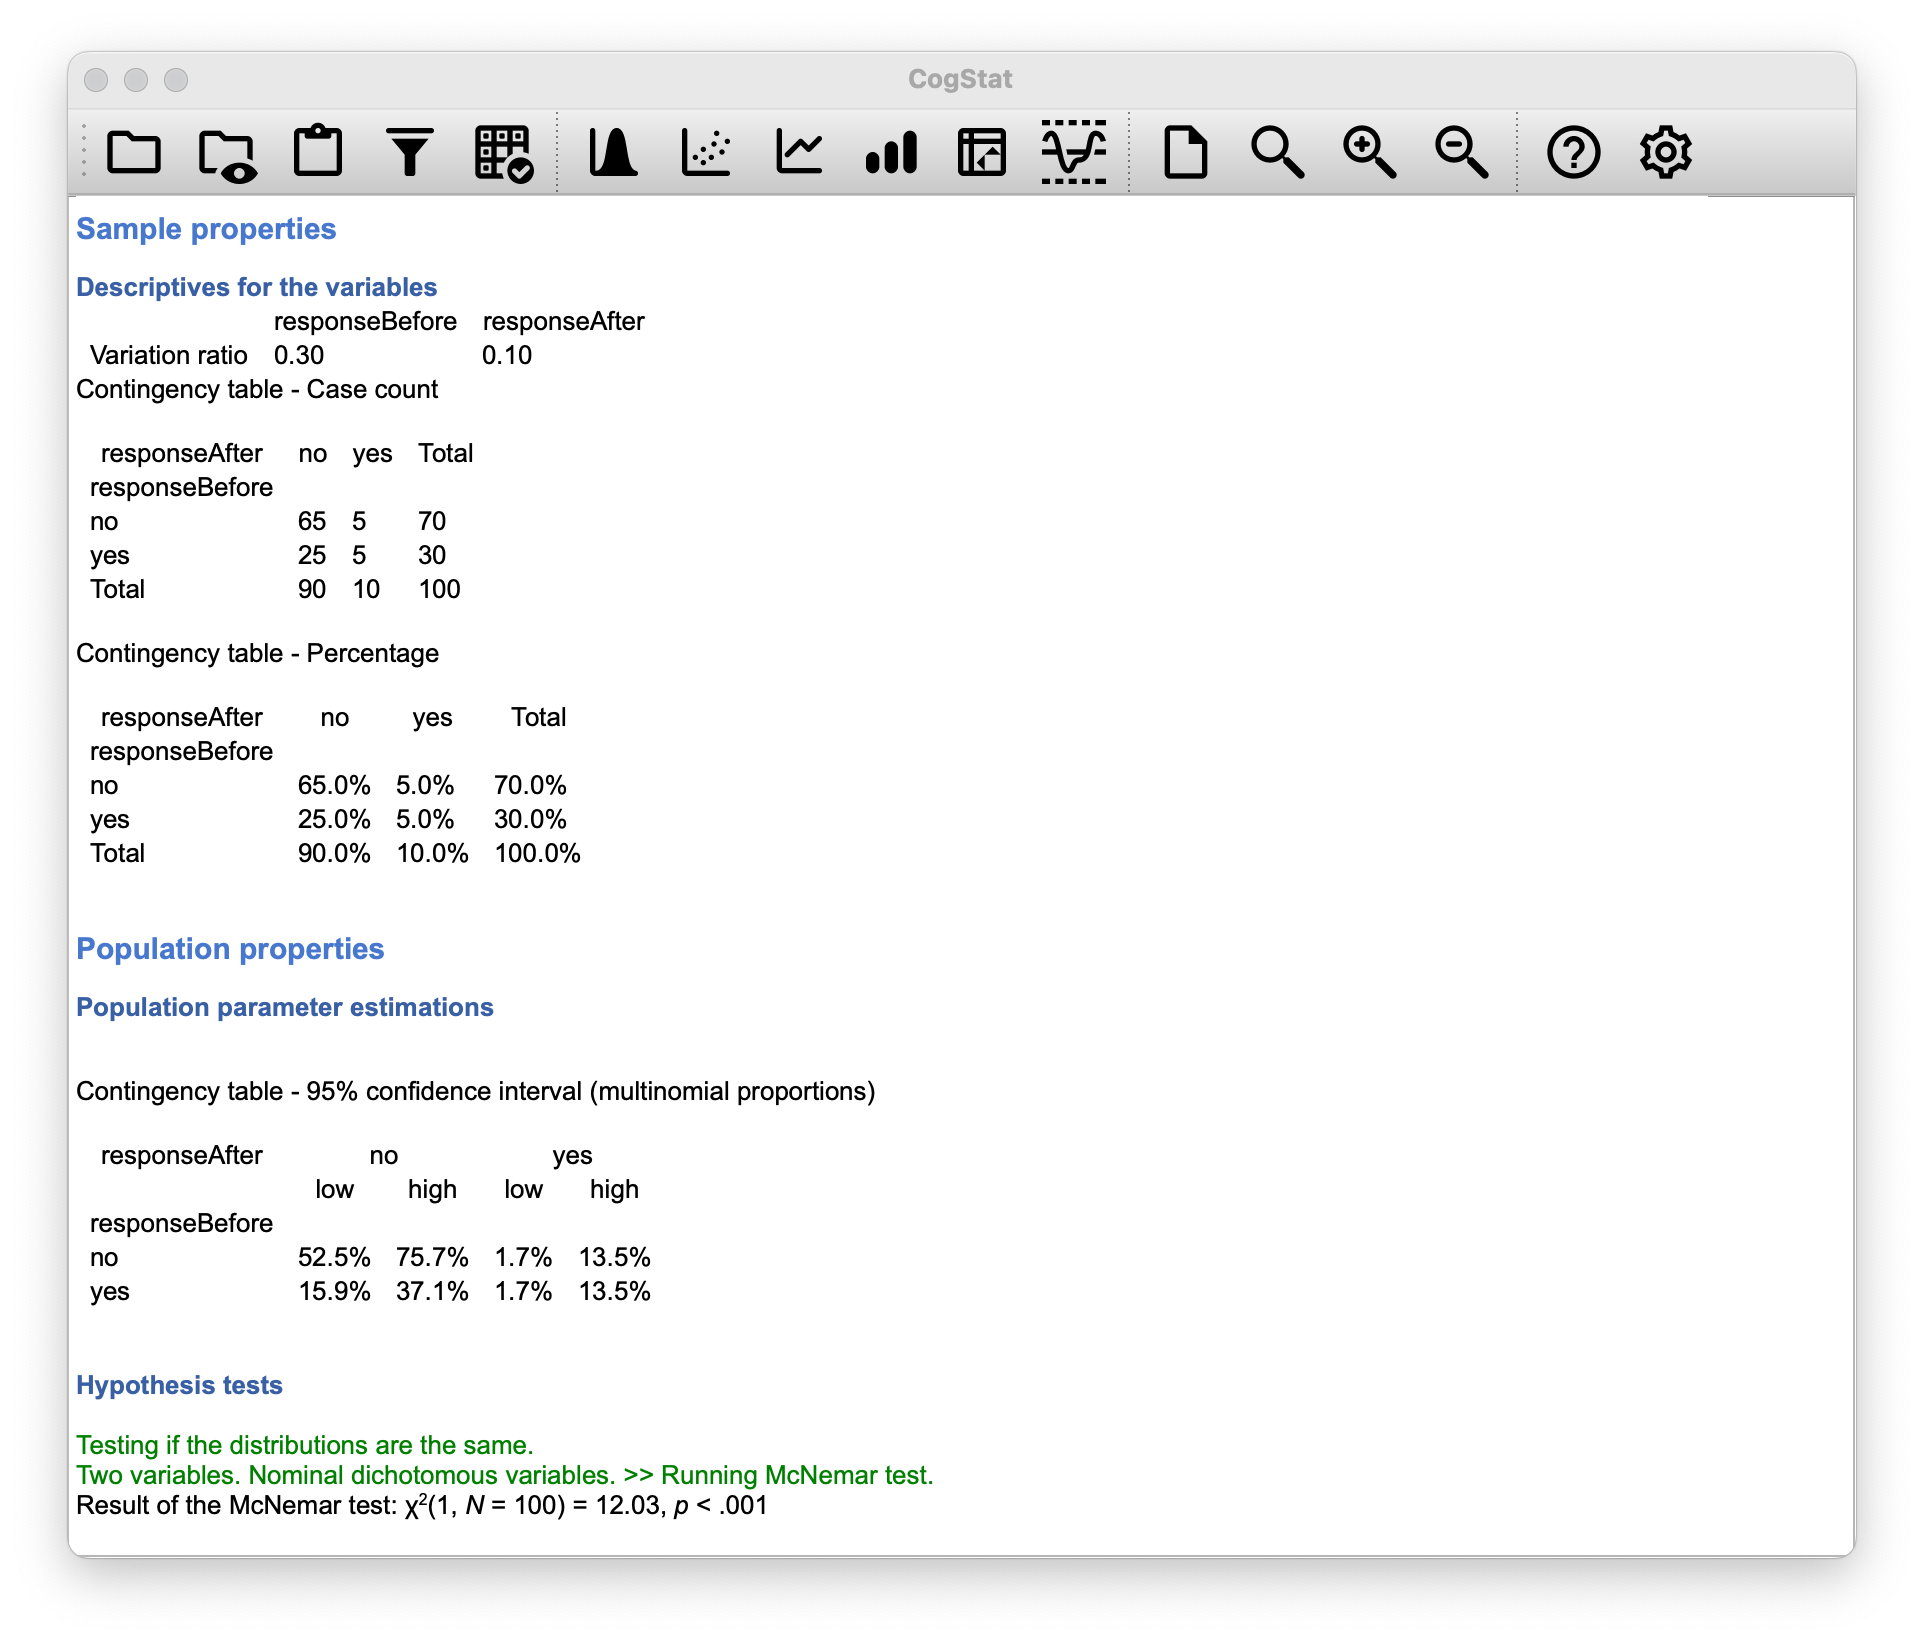 CogStat
Sample properties
Descriptives for the variables
responseBefore responseAfter
Variation ratio 0.30 0.10
Contingency table - Case count
responseAfter no yes Total
responseBefore
no 65 5 70
yes 25 5 30
Total 90 10 100
Contingency table - Percentage
responseAfter no yes Total
responseBefore
no 65.0% 5.0% 70.0%
yes 25.0% 5.0% 30.0%
Total 90.0% 10.0% 100.0%
Population properties
Population parameter estimations
Contingency table - 95% confidence interval (multinomial proportions)
responseAfter no yes
low high low high
responseBefore
no 52.5% 75.7% 1.7% 13.5%
yes 15.9% 37.1% 1.7% 13.5%
Hypothesis tests
Testing if the distributions are the same.
Two variables. Nominal dichotomous variables. >> Running McNemar test.
Result of the McNemar test: χ²(1, N = 100) = 12.03, p < .001